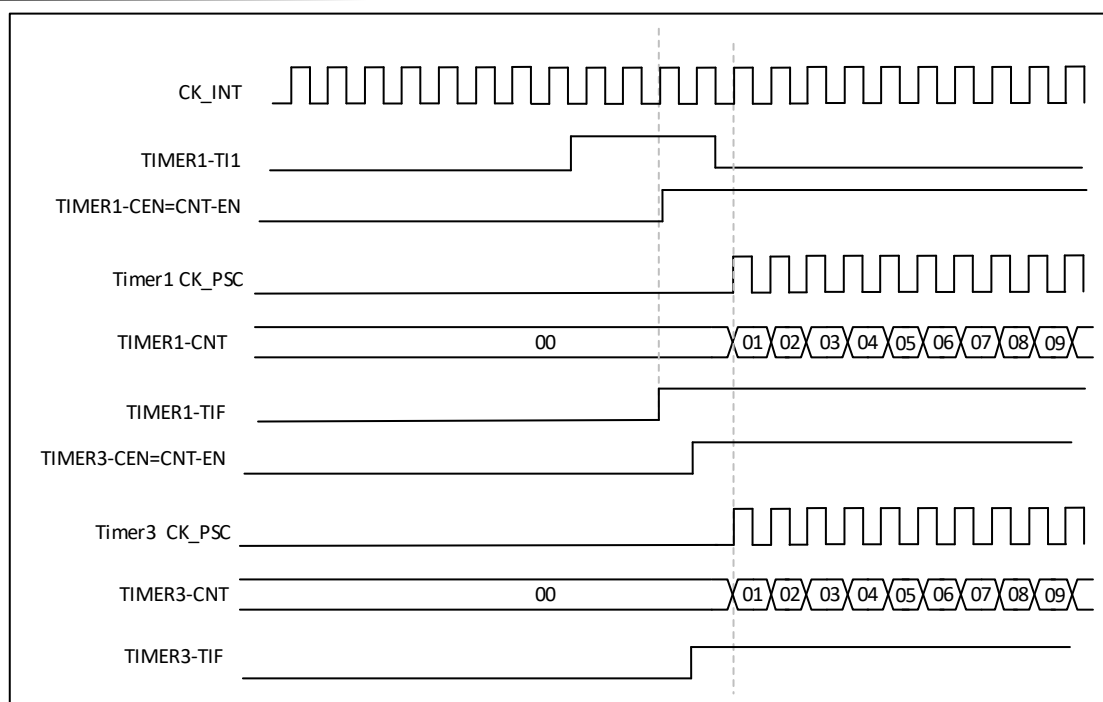 CK_INT
TIMER1-TI1
TIMER1-CEN=CNT-EN
Timer1 CK_PSC
TIMER1-CNT 00 01 02 03 04 05 06 07 08 09
TIMER1-TIF
TIMER3-CEN=CNT-EN
Timer3 CK_PSC
TIMER3-CNT 00 01 02 03 04 05 06 07 08 09
TIMER3-TIF